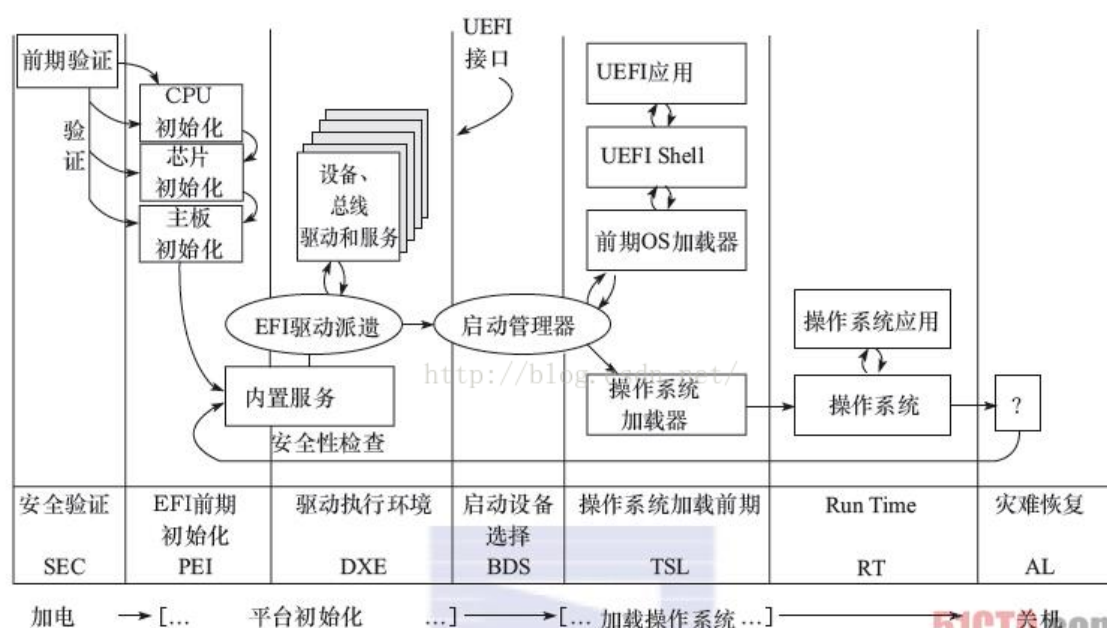 UEFI
接口
前期验证
验
证
CPU
初始化
芯片
初始化
主板
初始化
设备、
总线
驱动和服务
UEFI应用
UEFI Shell
前期OS加载器
EFI驱动派遣
启动管理器
操作系统应用
http://blog.csdn.net/
内置服务
操作系统
加载器
操作系统
?
安全性检查
安全验证
EFI前期
初始化
驱动执行环境
启动设备
选择
操作系统加载前期
Run Time
灾难恢复
SEC
PEI
DXE
BDS
TSL
RT
AL
加电
[... 平台初始化 ...]
[... 加载操作系统 ...]
关机